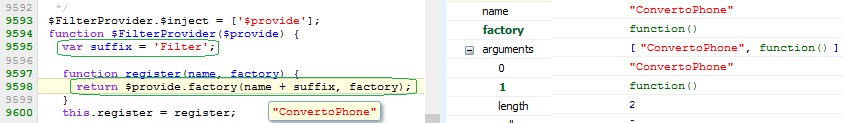 9592 */
9593 $FilterProvider.$inject = ['$provide'];
9594 function $FilterProvider($provide) {
9595 var suffix = 'Filter';
9596
9597 function register(name, factory) {
9598 return $provide.factory(name + suffix, factory);
9599 }
9600 this.register = register;
"ConvertoPhone"
name "ConvertoPhone"
factory function()
arguments [ "ConvertoPhone", function() ]
0 "ConvertoPhone"
1 function()
length 2